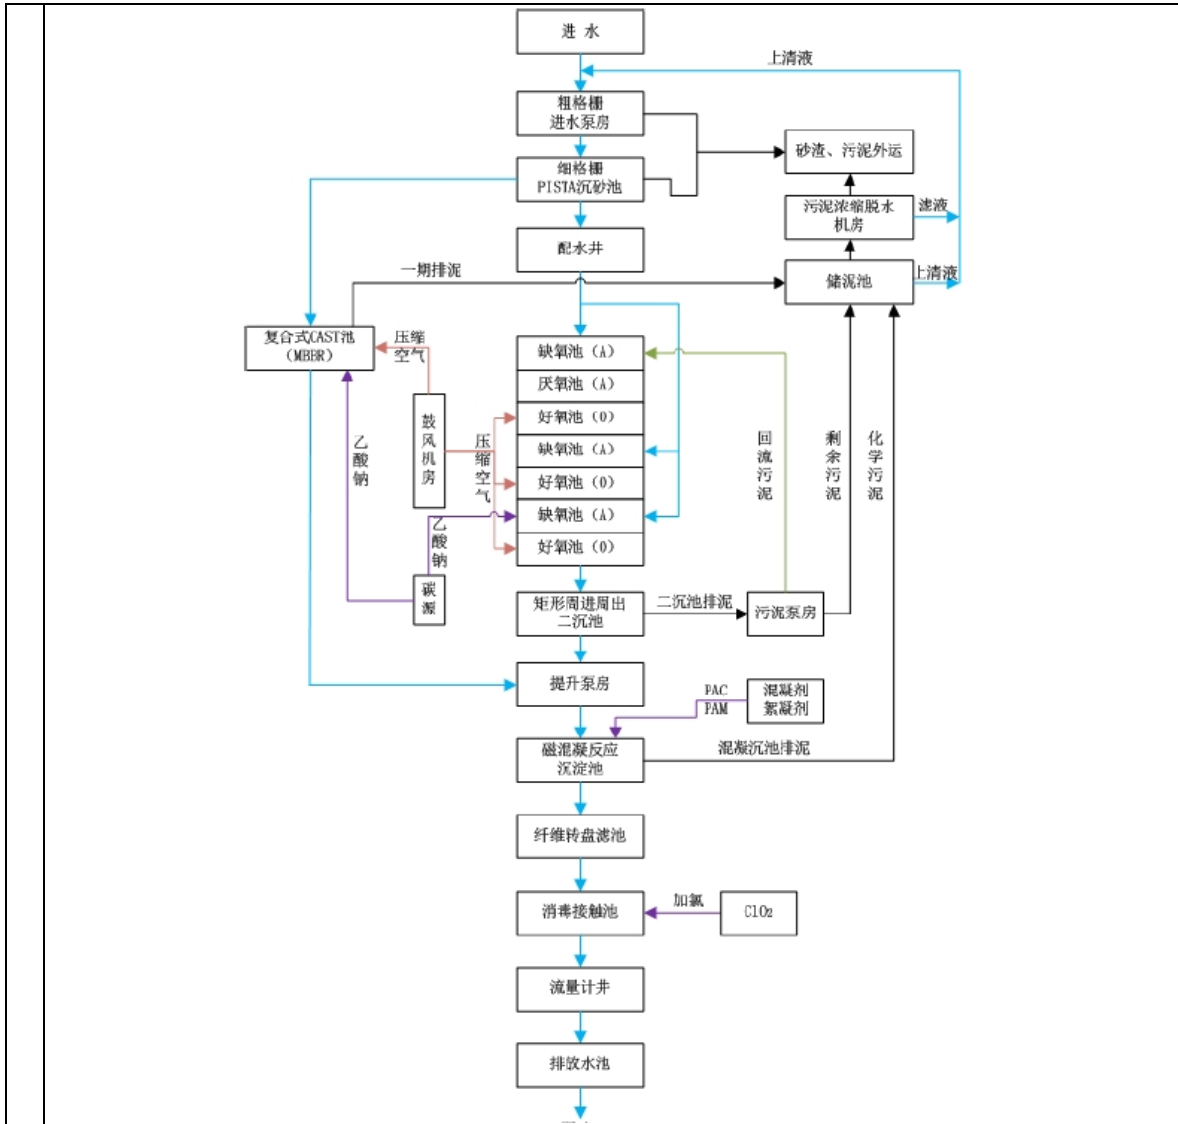 进 水
上清液
粗格栅
进水泵房
砂渣、污泥外运
细格栅
PISTA沉砂池
污泥浓缩脱水
机房
滤液
配水井
一期排泥
储泥池
上清液
复合式CAST池
（MBBR）
压缩
空气
缺氧池（A）
厌氧池（A）
好氧池（O）
缺氧池（A）
好氧池（O）
缺氧池（A）
好氧池（O）
鼓风机房
压缩空气
乙酸钠
乙酸钠
碳源
回流污泥
剩余污泥
化学污泥
矩形周进周出
二沉池
二沉池排泥
污泥泵房
提升泵房
PAC
PAM
混凝剂
絮凝剂
磁混凝反应
沉淀池
混凝沉池排泥
纤维转盘滤池
消毒接触池
加氯
ClO₂
流量计井
排放水池